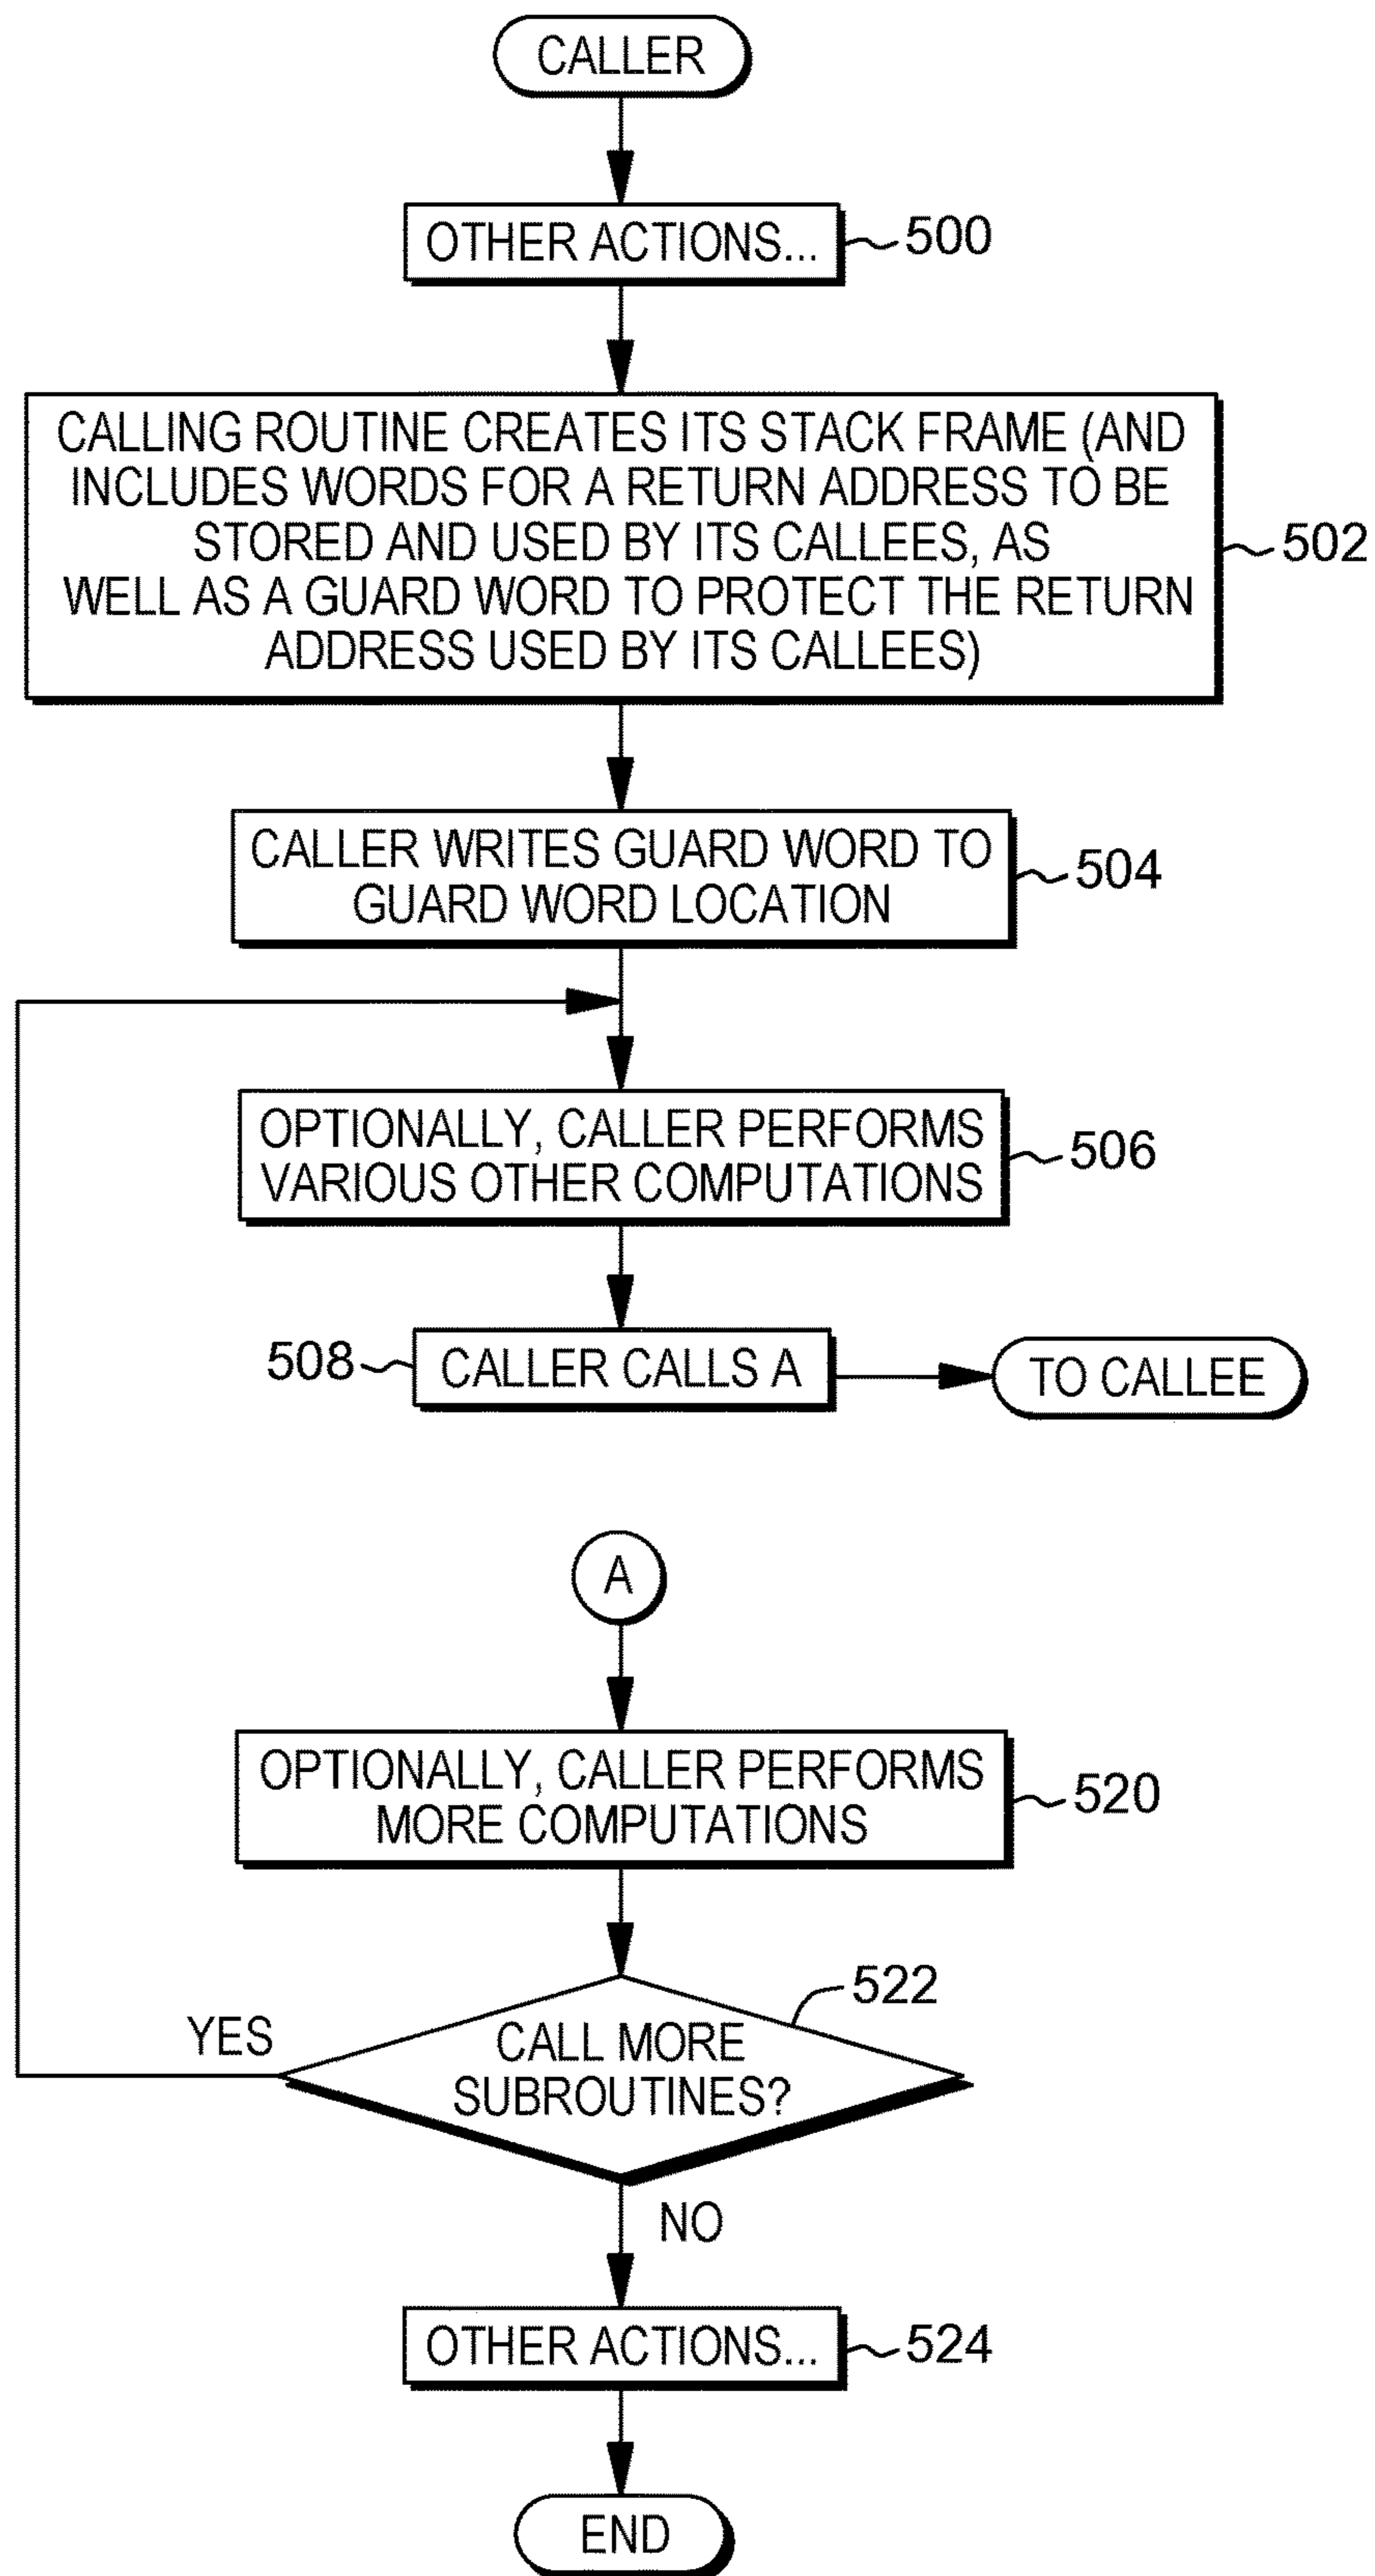 CALLER
OTHER ACTIONS...
500
CALLING ROUTINE CREATES ITS STACK FRAME (AND
INCLUDES WORDS FOR A RETURN ADDRESS TO BE
STORED AND USED BY ITS CALLEES, AS
WELL AS A GUARD WORD TO PROTECT THE RETURN
ADDRESS USED BY ITS CALLEES)
502
CALLER WRITES GUARD WORD TO
GUARD WORD LOCATION
504
OPTIONALLY, CALLER PERFORMS
VARIOUS OTHER COMPUTATIONS
506
508
CALLER CALLS A
TO CALLEE
A
OPTIONALLY, CALLER PERFORMS
MORE COMPUTATIONS
520
522
YES
CALL MORE
SUBROUTINES?
NO
OTHER ACTIONS...
524
END